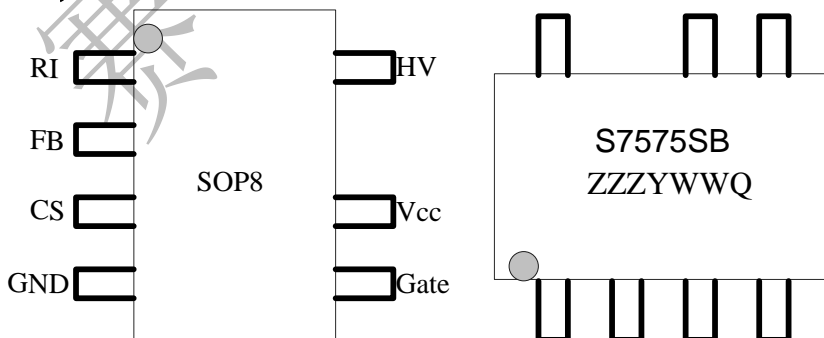 RI
HV
FB
SOP8
CS
Vcc
GND
Gate
S7575SB
ZZZYWWQ